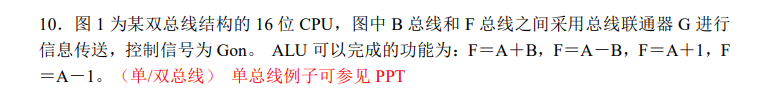 10．图 1 为某双总线结构的 16 位 CPU，图中 B 总线和 F 总线之间采用总线联通器 G 进行
信息传送，控制信号为 Gon。 ALU 可以完成的功能为：F＝A＋B，F＝A－B，F＝A＋1，F
＝A－1。（单/双总线） 单总线例子可参见 PPT